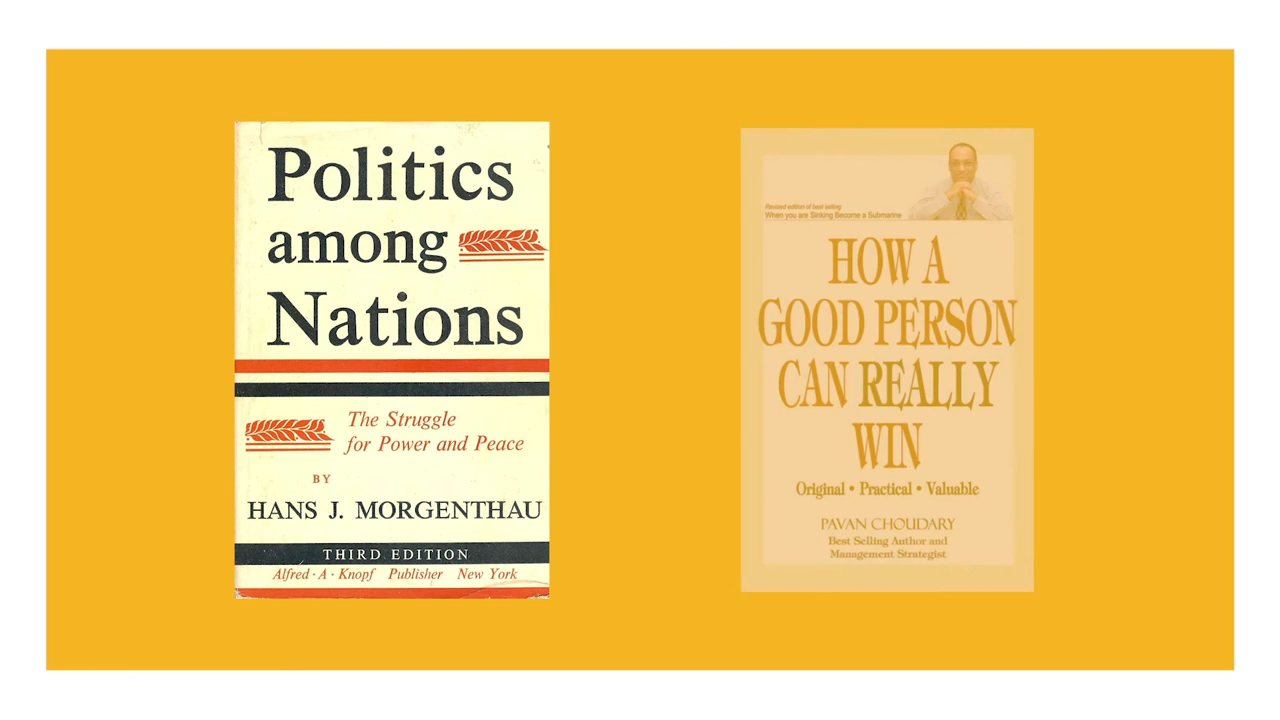 Politics
among
Nations
The Struggle
for Power and Peace
BY
HANS J. MORGENTHAU
THIRD EDITION
Alfred · A · Knopf Publisher New York
Revised edition of best selling
When you are Sinking Become a Submarine
HOW A
GOOD PERSON
CAN REALLY
WIN
Original • Practical • Valuable
PAVAN CHOUDARY
Best Selling Author and
Management Strategist